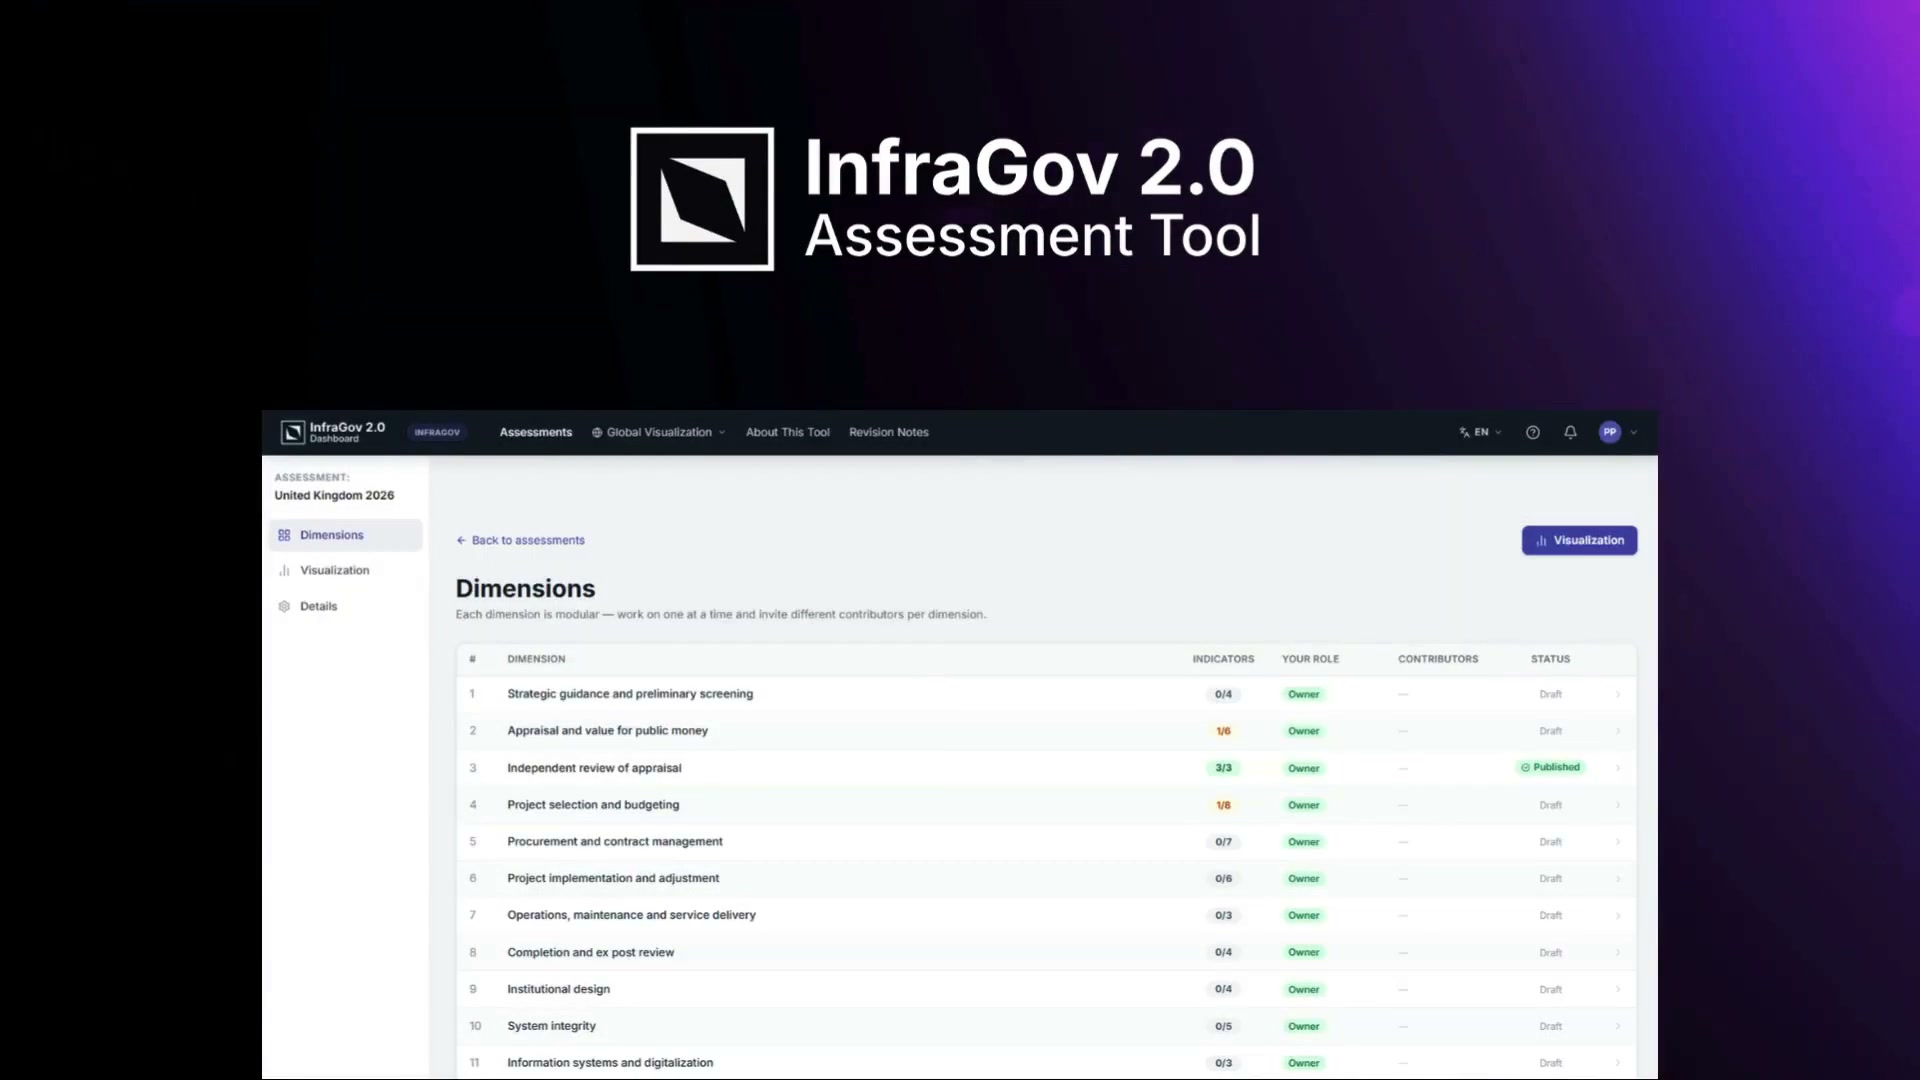 InfraGov 2.0
Assessment Tool
InfraGov 2.0
Dashboard
INFRAGOV
Assessments
Global Visualization
About This Tool
Revision Notes
EN
PP
ASSESSMENT:
United Kingdom 2026
Dimensions
Visualization
Details
← Back to assessments
Visualization
Dimensions
Each dimension is modular — work on one at a time and invite different contributors per dimension.
# DIMENSION INDICATORS YOUR ROLE CONTRIBUTORS STATUS
1 Strategic guidance and preliminary screening 0/4 Owner — Draft
2 Appraisal and value for public money 1/6 Owner — Draft
3 Independent review of appraisal 3/3 Owner — Published
4 Project selection and budgeting 1/8 Owner — Draft
5 Procurement and contract management 0/7 Owner — Draft
6 Project implementation and adjustment 0/6 Owner — Draft
7 Operations, maintenance and service delivery 0/3 Owner — Draft
8 Completion and ex post review 0/4 Owner — Draft
9 Institutional design 0/4 Owner — Draft
10 System integrity 0/5 Owner — Draft
11 Information systems and digitalization 0/3 Owner — Draft